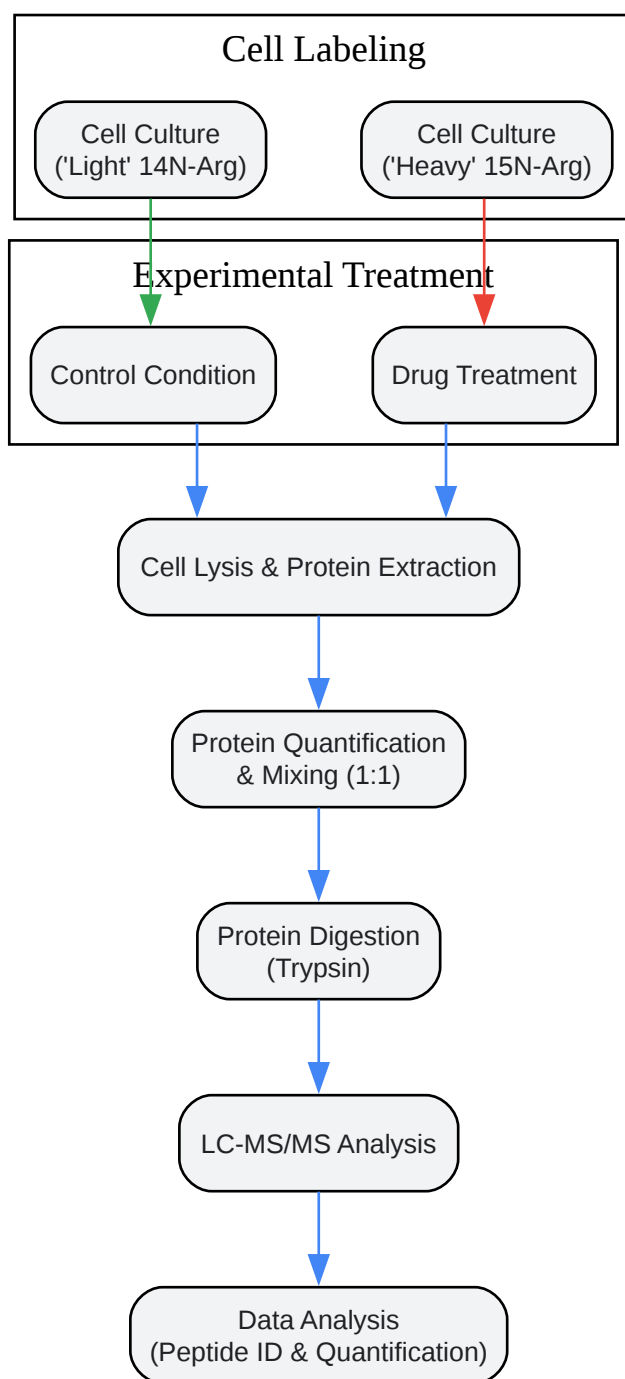 Cell Labeling
Cell Culture
('Light' 14N-Arg)
Cell Culture
('Heavy' 15N-Arg)
Experimental Treatment
Control Condition
Drug Treatment
Cell Lysis & Protein Extraction
Protein Quantification
& Mixing (1:1)
Protein Digestion
(Trypsin)
LC-MS/MS Analysis
Data Analysis
(Peptide ID & Quantification)